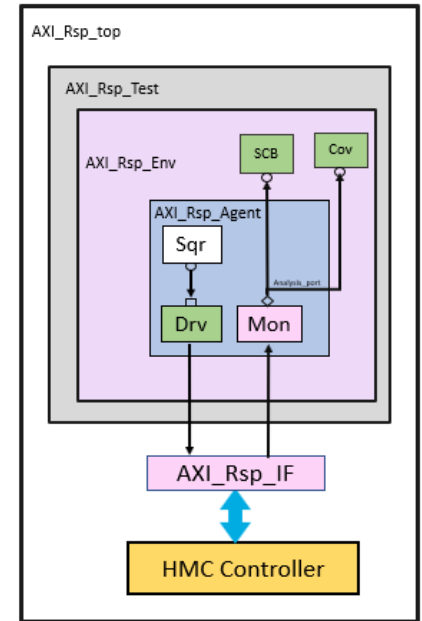 AXI_Rsp_top
AXI_Rsp_Test
AXI_Rsp_Env
SCB
Cov
AXI_Rsp_Agent
Sqr
Analysis_port
Drv
Mon
AXI_Rsp_IF
HMC Controller